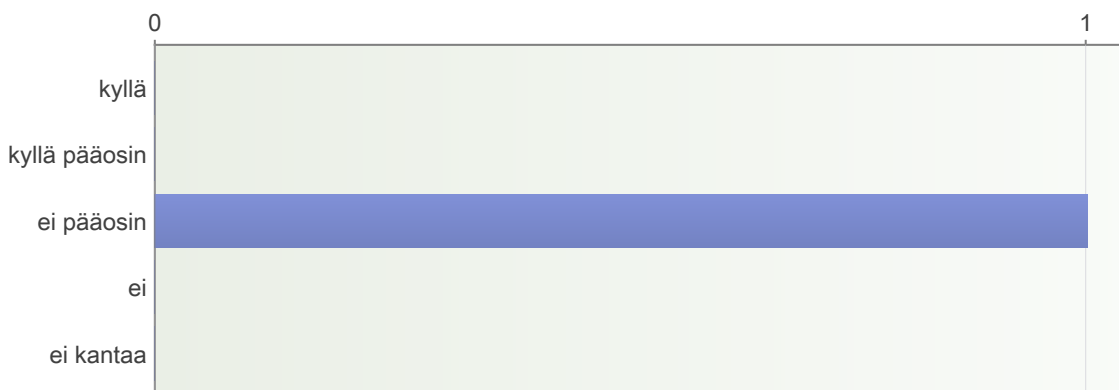 0 1
kyllä
kyllä pääosin
ei pääosin
ei
ei kantaa